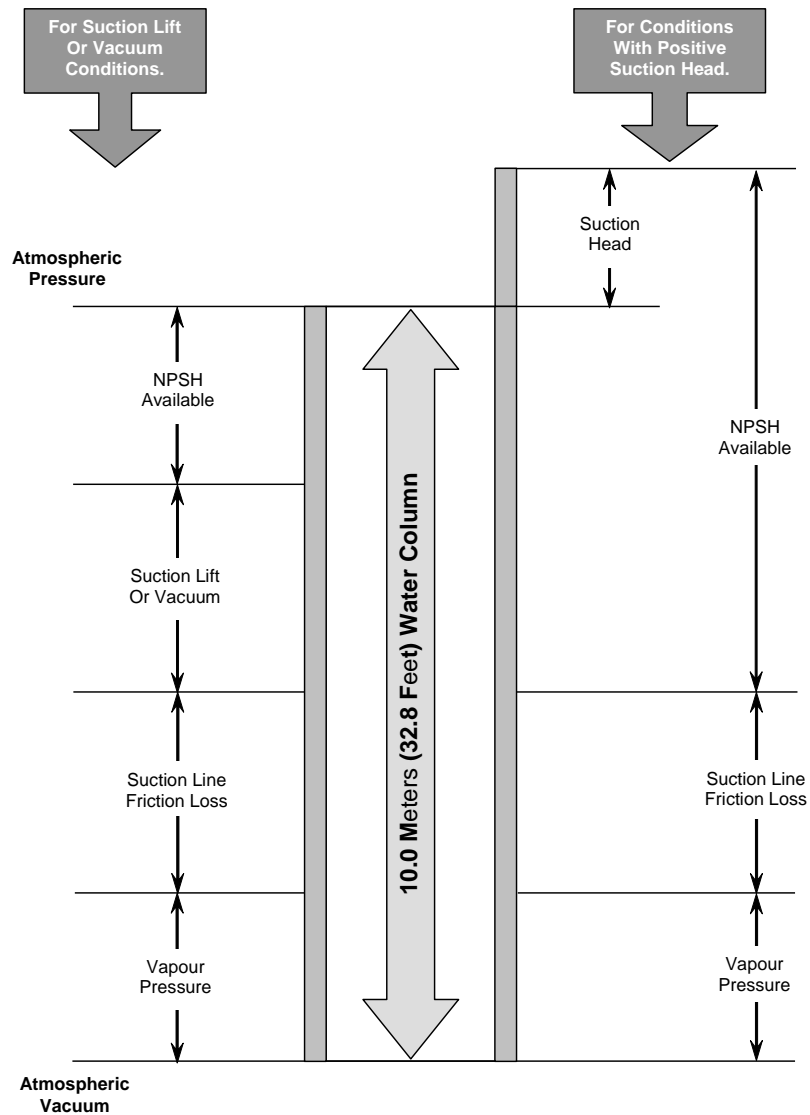 For Suction Lift
Or Vacuum
Conditions.
For Conditions
With Positive
Suction Head.
Suction
Head
Atmospheric
Pressure
NPSH
Available
NPSH
Available
Suction Lift
Or Vacuum
10.0 Meters (32.8 Feet) Water Column
Suction Line
Friction Loss
Suction Line
Friction Loss
Vapour
Pressure
Vapour
Pressure
Atmospheric
Vacuum